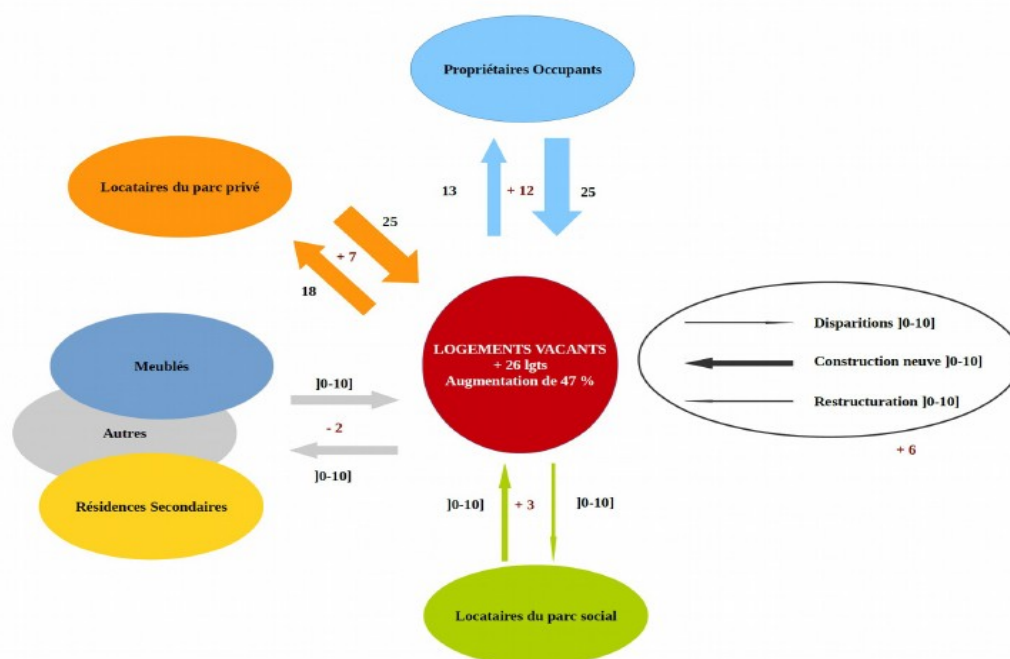 Propriétaires Occupants
13
+ 12
25
Locataires du parc privé
25
+ 7
18
LOGEMENTS VACANTS
+ 26 lgts
Augmentation de 47 %
Disparitions ]0-10]
Construction neuve ]0-10]
Restructuration ]0-10]
+ 6
Meublés
Autres
Résidences Secondaires
]0-10]
- 2
]0-10]
]0-10]
+ 3
]0-10]
Locataires du parc social